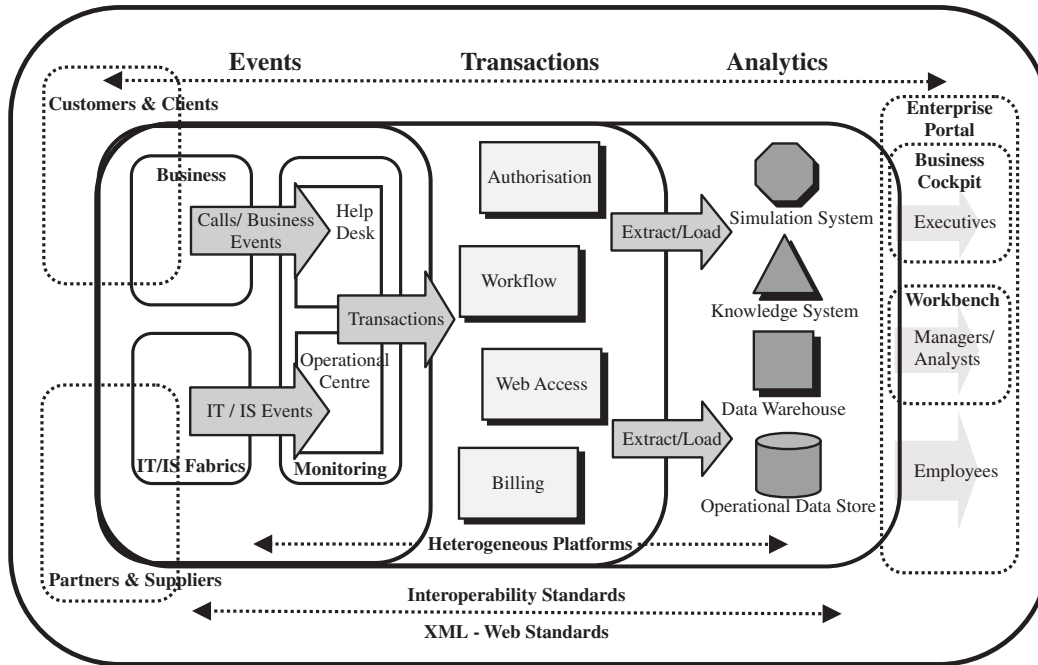 Events
Transactions
Analytics
Customers & Clients
Enterprise
Portal
Business
Business
Cockpit
Authorisation
Calls/ Business
Events
Help
Desk
Extract/Load
Simulation System
Executives
Workflow
Transactions
Knowledge System
Workbench
Managers/
Analysts
Operational
Centre
Web Access
IT / IS Events
Data Warehouse
Extract/Load
IT/IS Fabrics
Monitoring
Billing
Employees
Operational Data Store
Heterogeneous Platforms
Partners & Suppliers
Interoperability Standards
XML - Web Standards